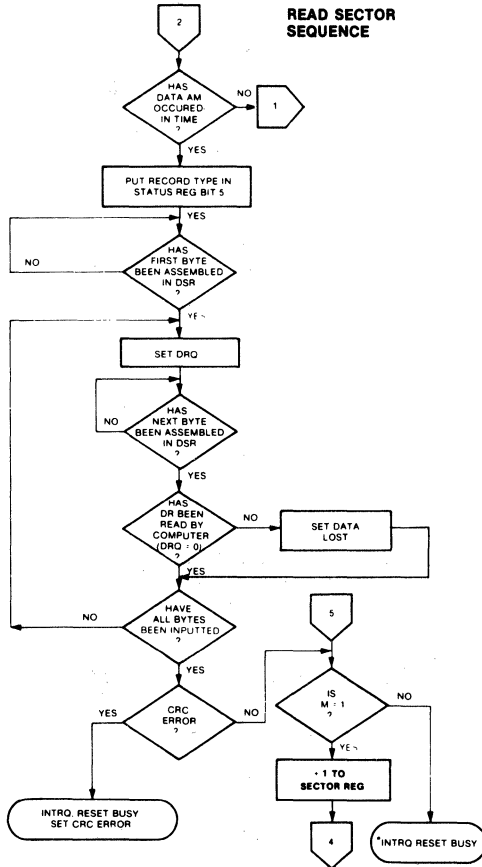 READ SECTOR
SEQUENCE
2
HAS
DATA AM
OCCURED
IN TIME
?
NO
1
YES
PUT RECORD TYPE IN
STATUS REG BIT 5
YES
HAS
FIRST BYTE
BEEN ASSEMBLED
IN DSR
?
NO
YES
SET DRQ
HAS
NEXT BYTE
BEEN ASSEMBLED
IN DSR
?
NO
YES
HAS
DR BEEN
READ BY
COMPUTER
(DRQ = 0)
?
NO
SET DATA
LOST
YES
HAVE
ALL BYTES
BEEN INPUTTED
?
NO
YES
5
CRC
ERROR
?
YES
NO
IS
M = 1
?
NO
YES
+ 1 TO
SECTOR REG
INTRQ. RESET BUSY
SET CRC ERROR
4
*INTRQ RESET BUSY